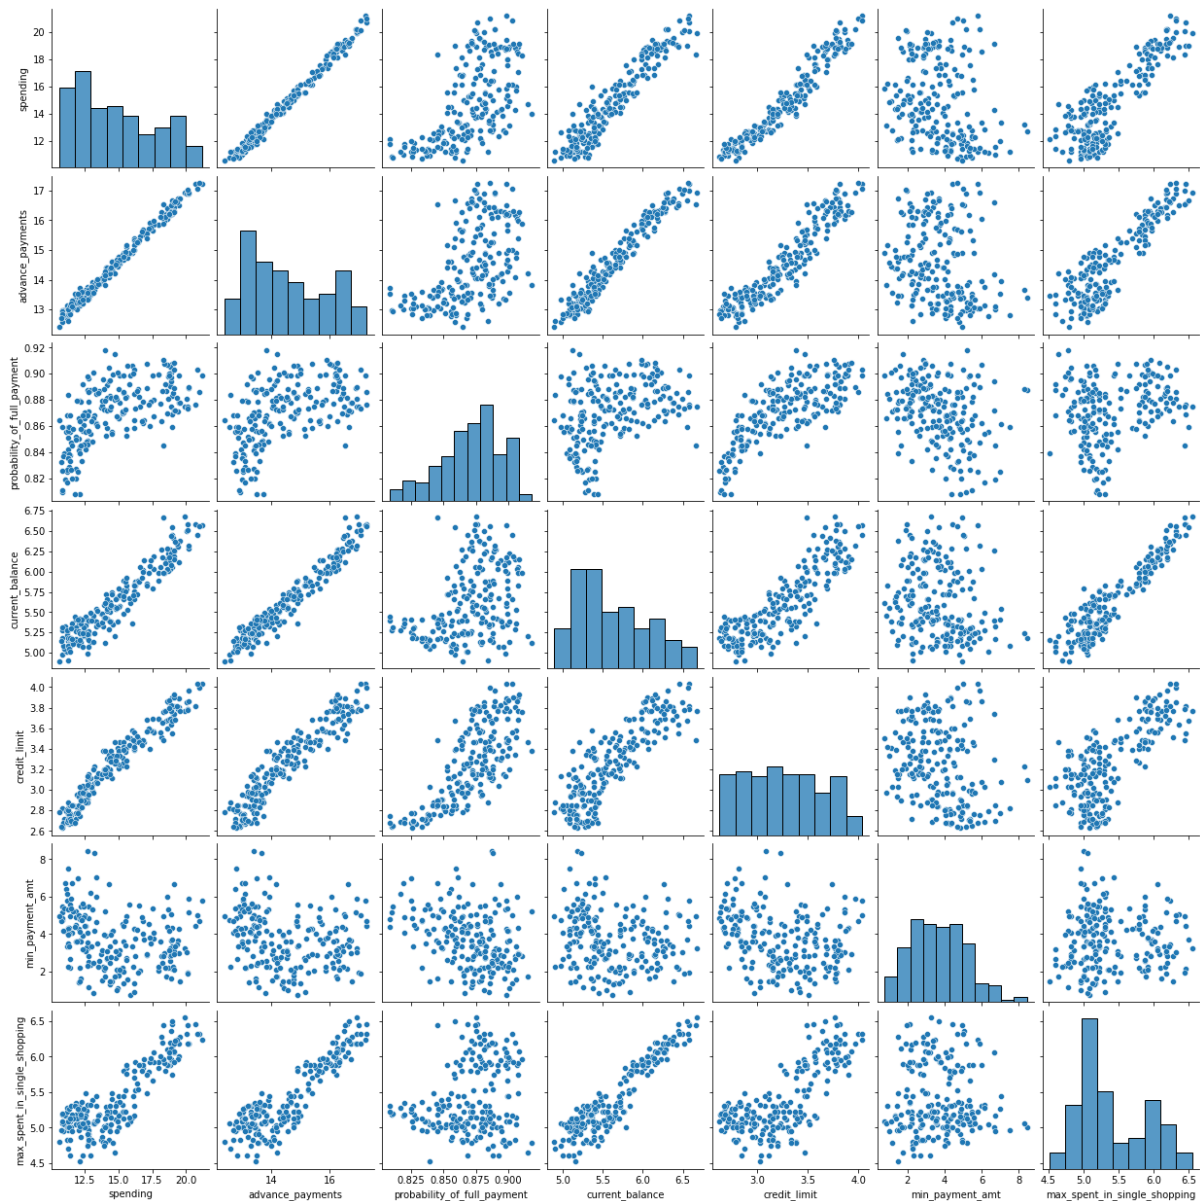 20
18
16
14
12
spending
17
16
15
14
13
advance_payments
0.92
0.90
0.88
0.86
0.84
0.82
probability_of_full_payment
6.75
6.50
6.25
6.00
5.75
5.50
5.25
5.00
current_balance
4.0
3.8
3.6
3.4
3.2
3.0
2.8
2.6
credit_limit
8
6
4
2
min_payment_amt
6.5
6.0
5.5
5.0
4.5
max_spent_in_single_shopping
12.5 15.0 17.5 20.0
spending
14 16
advance_payments
0.825 0.850 0.875 0.900
probability_of_full_payment
5.0 5.5 6.0 6.5
current_balance
3.0 3.5 4.0
credit_limit
2 4 6 8
min_payment_amt
4.5 5.0 5.5 6.0 6.5
max_spent_in_single_shopping